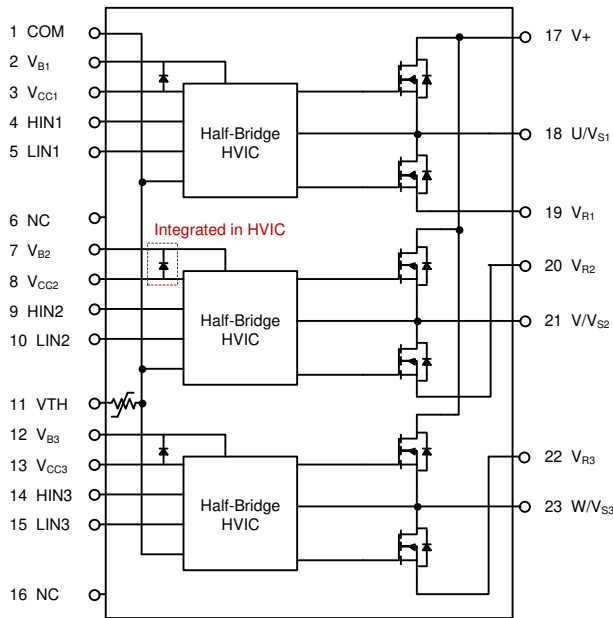 1 COM
2 VB1
3 VCC1
4 HIN1
5 LIN1
6 NC
7 VB2
8 VCC2
9 HIN2
10 LIN2
11 VTH
12 VB3
13 VCC3
14 HIN3
15 LIN3
16 NC
Half-Bridge
HVIC
Integrated in HVIC
Half-Bridge
HVIC
Half-Bridge
HVIC
17 V+
18 U/VS1
19 VR1
20 VR2
21 V/VS2
22 VR3
23 W/VS3